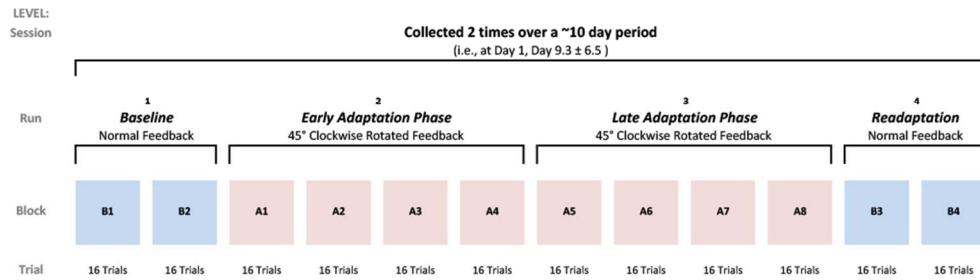 LEVEL:
Session
Collected 2 times over a ~10 day period
(i.e., at Day 1, Day 9.3 ± 6.5 )
Run
1 2 3 4
Baseline Early Adaptation Phase Late Adaptation Phase Readaptation
Normal Feedback 45° Clockwise Rotated Feedback 45° Clockwise Rotated Feedback Normal Feedback
Block B1 B2 A1 A2 A3 A4 A5 A6 A7 A8 B3 B4
Trial 16 Trials 16 Trials 16 Trials 16 Trials 16 Trials 16 Trials 16 Trials 16 Trials 16 Trials 16 Trials 16 Trials 16 Trials